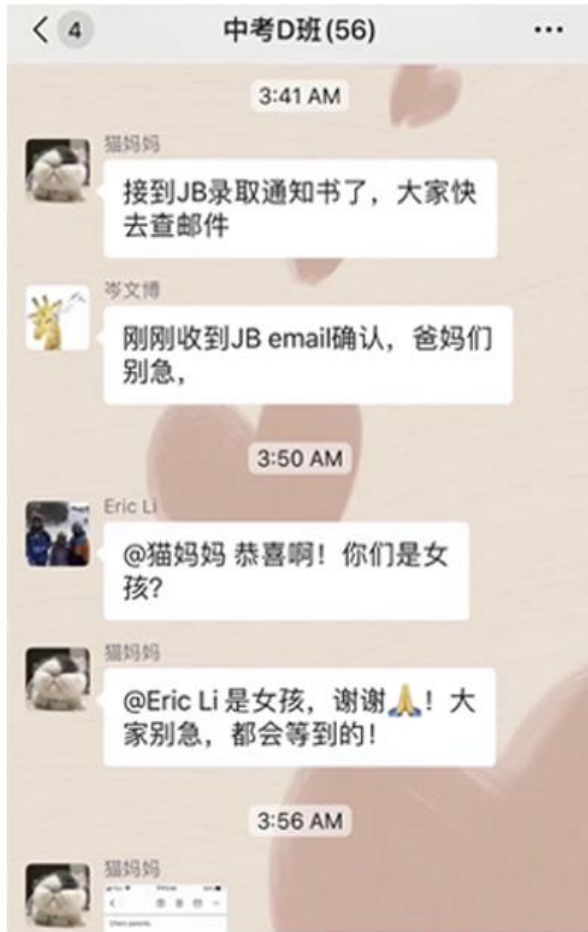 4
中考D班(56)
3:41 AM
猫妈妈
接到JB录取通知书了，大家快
去查邮件
岑文博
刚刚收到JB email确认，爸妈们
别急，
3:50 AM
Eric Li
@猫妈妈 恭喜啊！你们是女
孩？
猫妈妈
@Eric Li 是女孩，谢谢🙏！大
家别急，都会等到的！
3:56 AM
猫妈妈